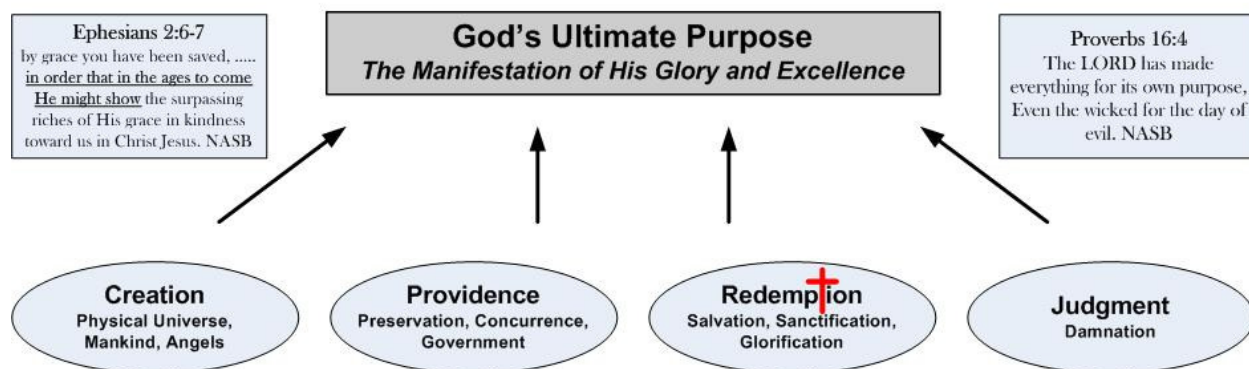 Ephesians 2:6-7
by grace you have been saved, .....
in order that in the ages to come
He might show the surpassing
riches of His grace in kindness
toward us in Christ Jesus. NASB
God's Ultimate Purpose
The Manifestation of His Glory and Excellence
Proverbs 16:4
The LORD has made
everything for its own purpose,
Even the wicked for the day of
evil. NASB
Creation
Physical Universe,
Mankind, Angels
Providence
Preservation, Concurrence,
Government
Redemption
Salvation, Sanctification,
Glorification
Judgment
Damnation